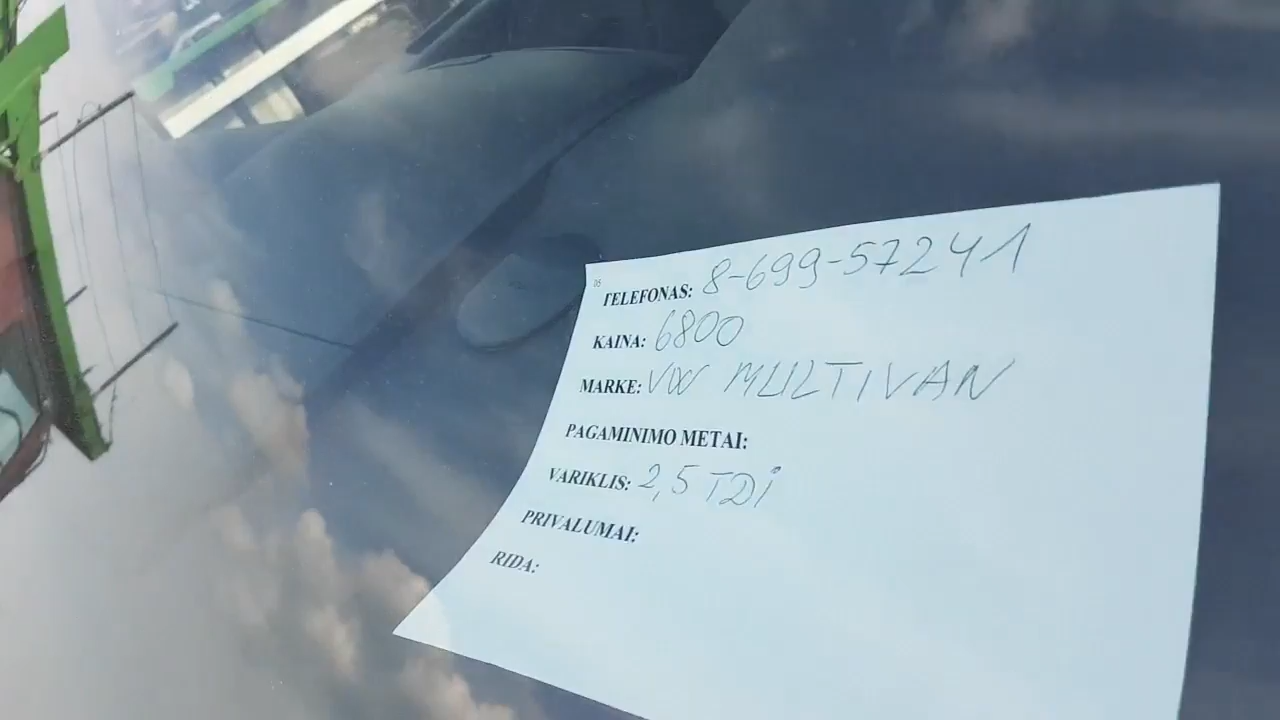 TELEFONAS: 8-699-57241
KAINA: 6800
MARKE: VW MULTIVAN
PAGAMINIMO METAI:
VARIKLIS: 2,5 TDi
PRIVALUMAI:
RIDA: